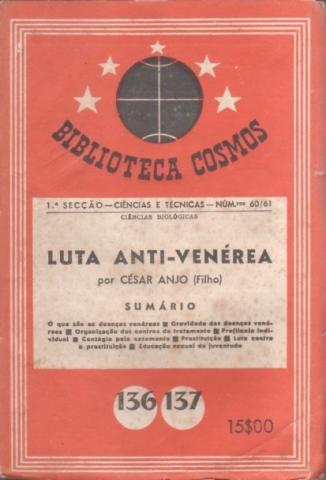 BIBLIOTECA COSMOS
1.ª SECÇÃO — CIÊNCIAS E TÉCNICAS — NÚM.ros 60/61
CIÊNCIAS BIOLÓGICAS
LUTA ANTI-VENÉREA
por CÉSAR ANJO (Filho)
SUMÁRIO
O que são as doenças venéreas ■ Gravidade das doenças vené-
reas ■ Organização dos centros de tratamento ■ Profilaxia indi-
vidual ■ Contágio pelo casamento ■ Prostituição ■ Luta contra
a prostituição ■ Educação sexual da juventude
136 137
15$00